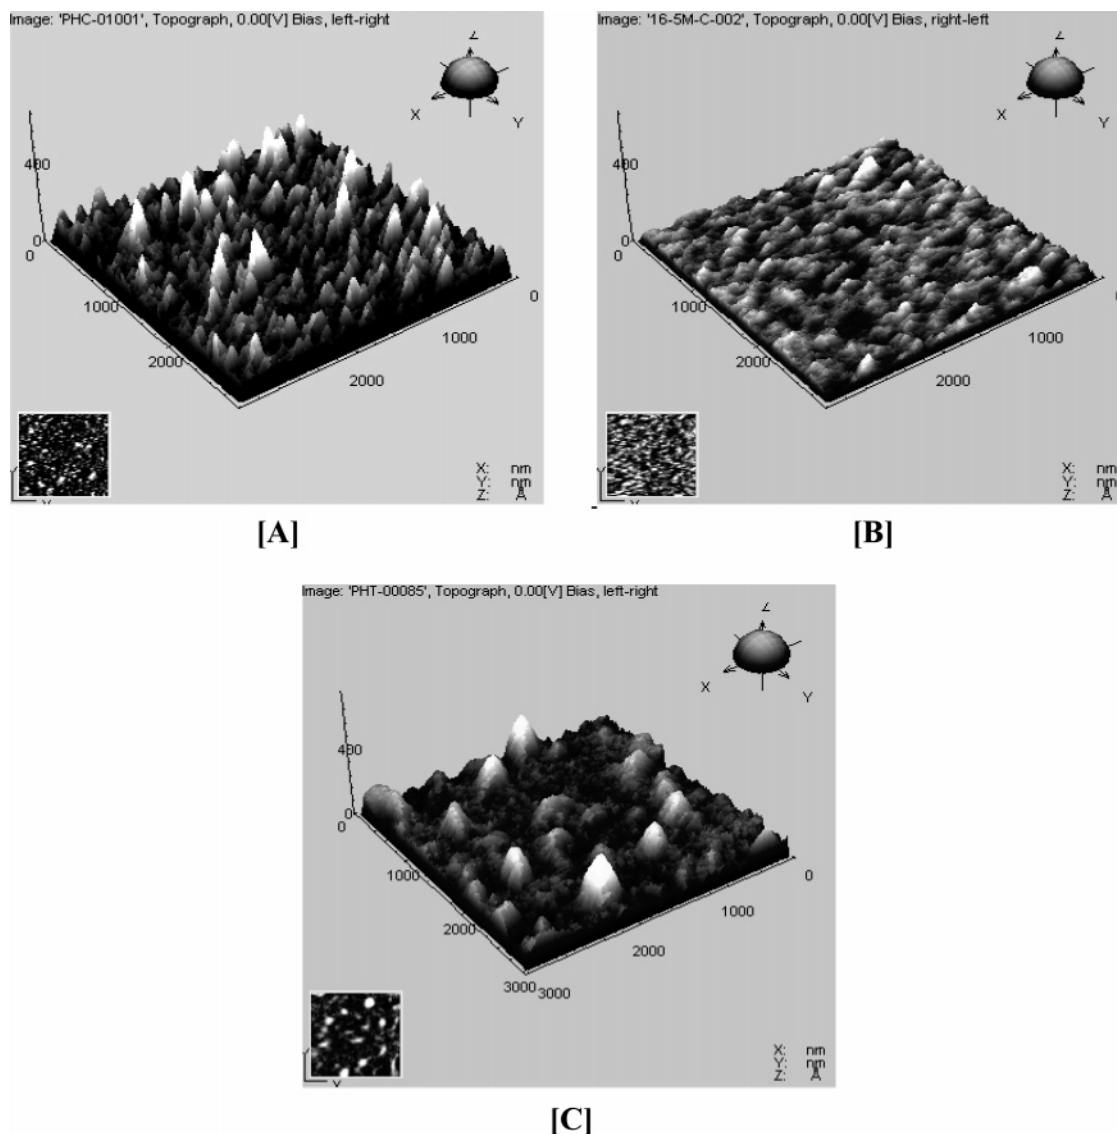 Image: 'PHC-01001', Topograph, 0.00[V] Bias, left-right
Z
X
Y
400
0
0
1000
2000
0
1000
2000
X: nm
Y: nm
Z: Å
[A]
Image: '16-5M-C-002', Topograph, 0.00[V] Bias, right-left
Z
X
Y
400
0
0
1000
2000
1000
2000
X: nm
Y: nm
Z: Å
[B]
Image: 'PHT-00085', Topograph, 0.00[V] Bias, left-right
Z
X
Y
400
0
0
1000
2000
3000
0
1000
2000
3000
X: nm
Y: nm
Z: Å
[C]